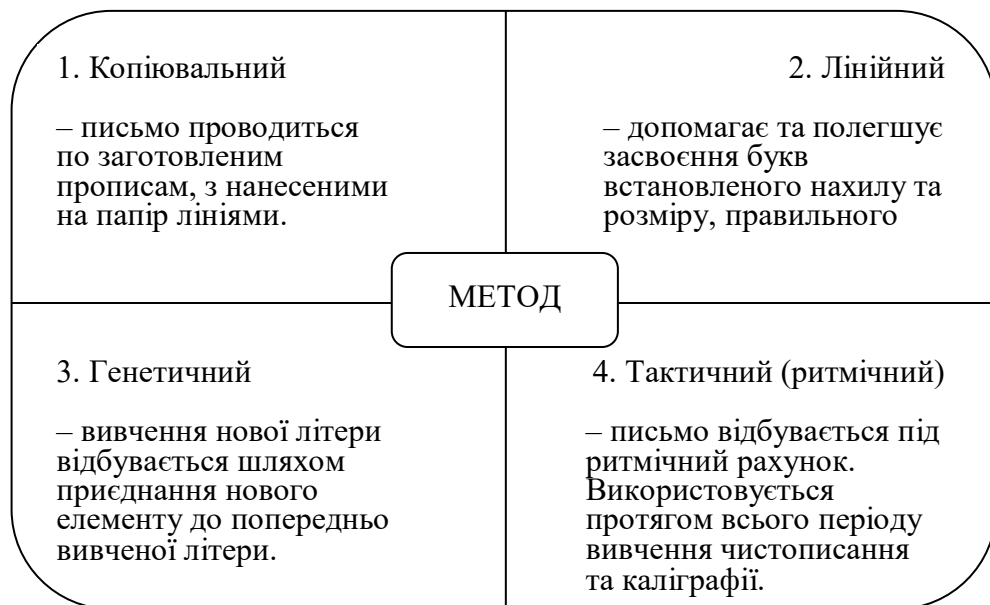 1. Копіювальний
– письмо проводиться
по заготовленим
прописам, з нанесеними
на папір лініями.
2. Лінійний
– допомагає та полегшує
засвоєння букв
встановленого нахилу та
розміру, правильного
МЕТОД
3. Генетичний
– вивчення нової літери
відбувається шляхом
приєднання нового
елементу до попередньо
вивченої літери.
4. Тактичний (ритмічний)
– письмо відбувається під
ритмічний рахунок.
Використовується
протягом всього періоду
вивчення чистописання
та каліграфії.